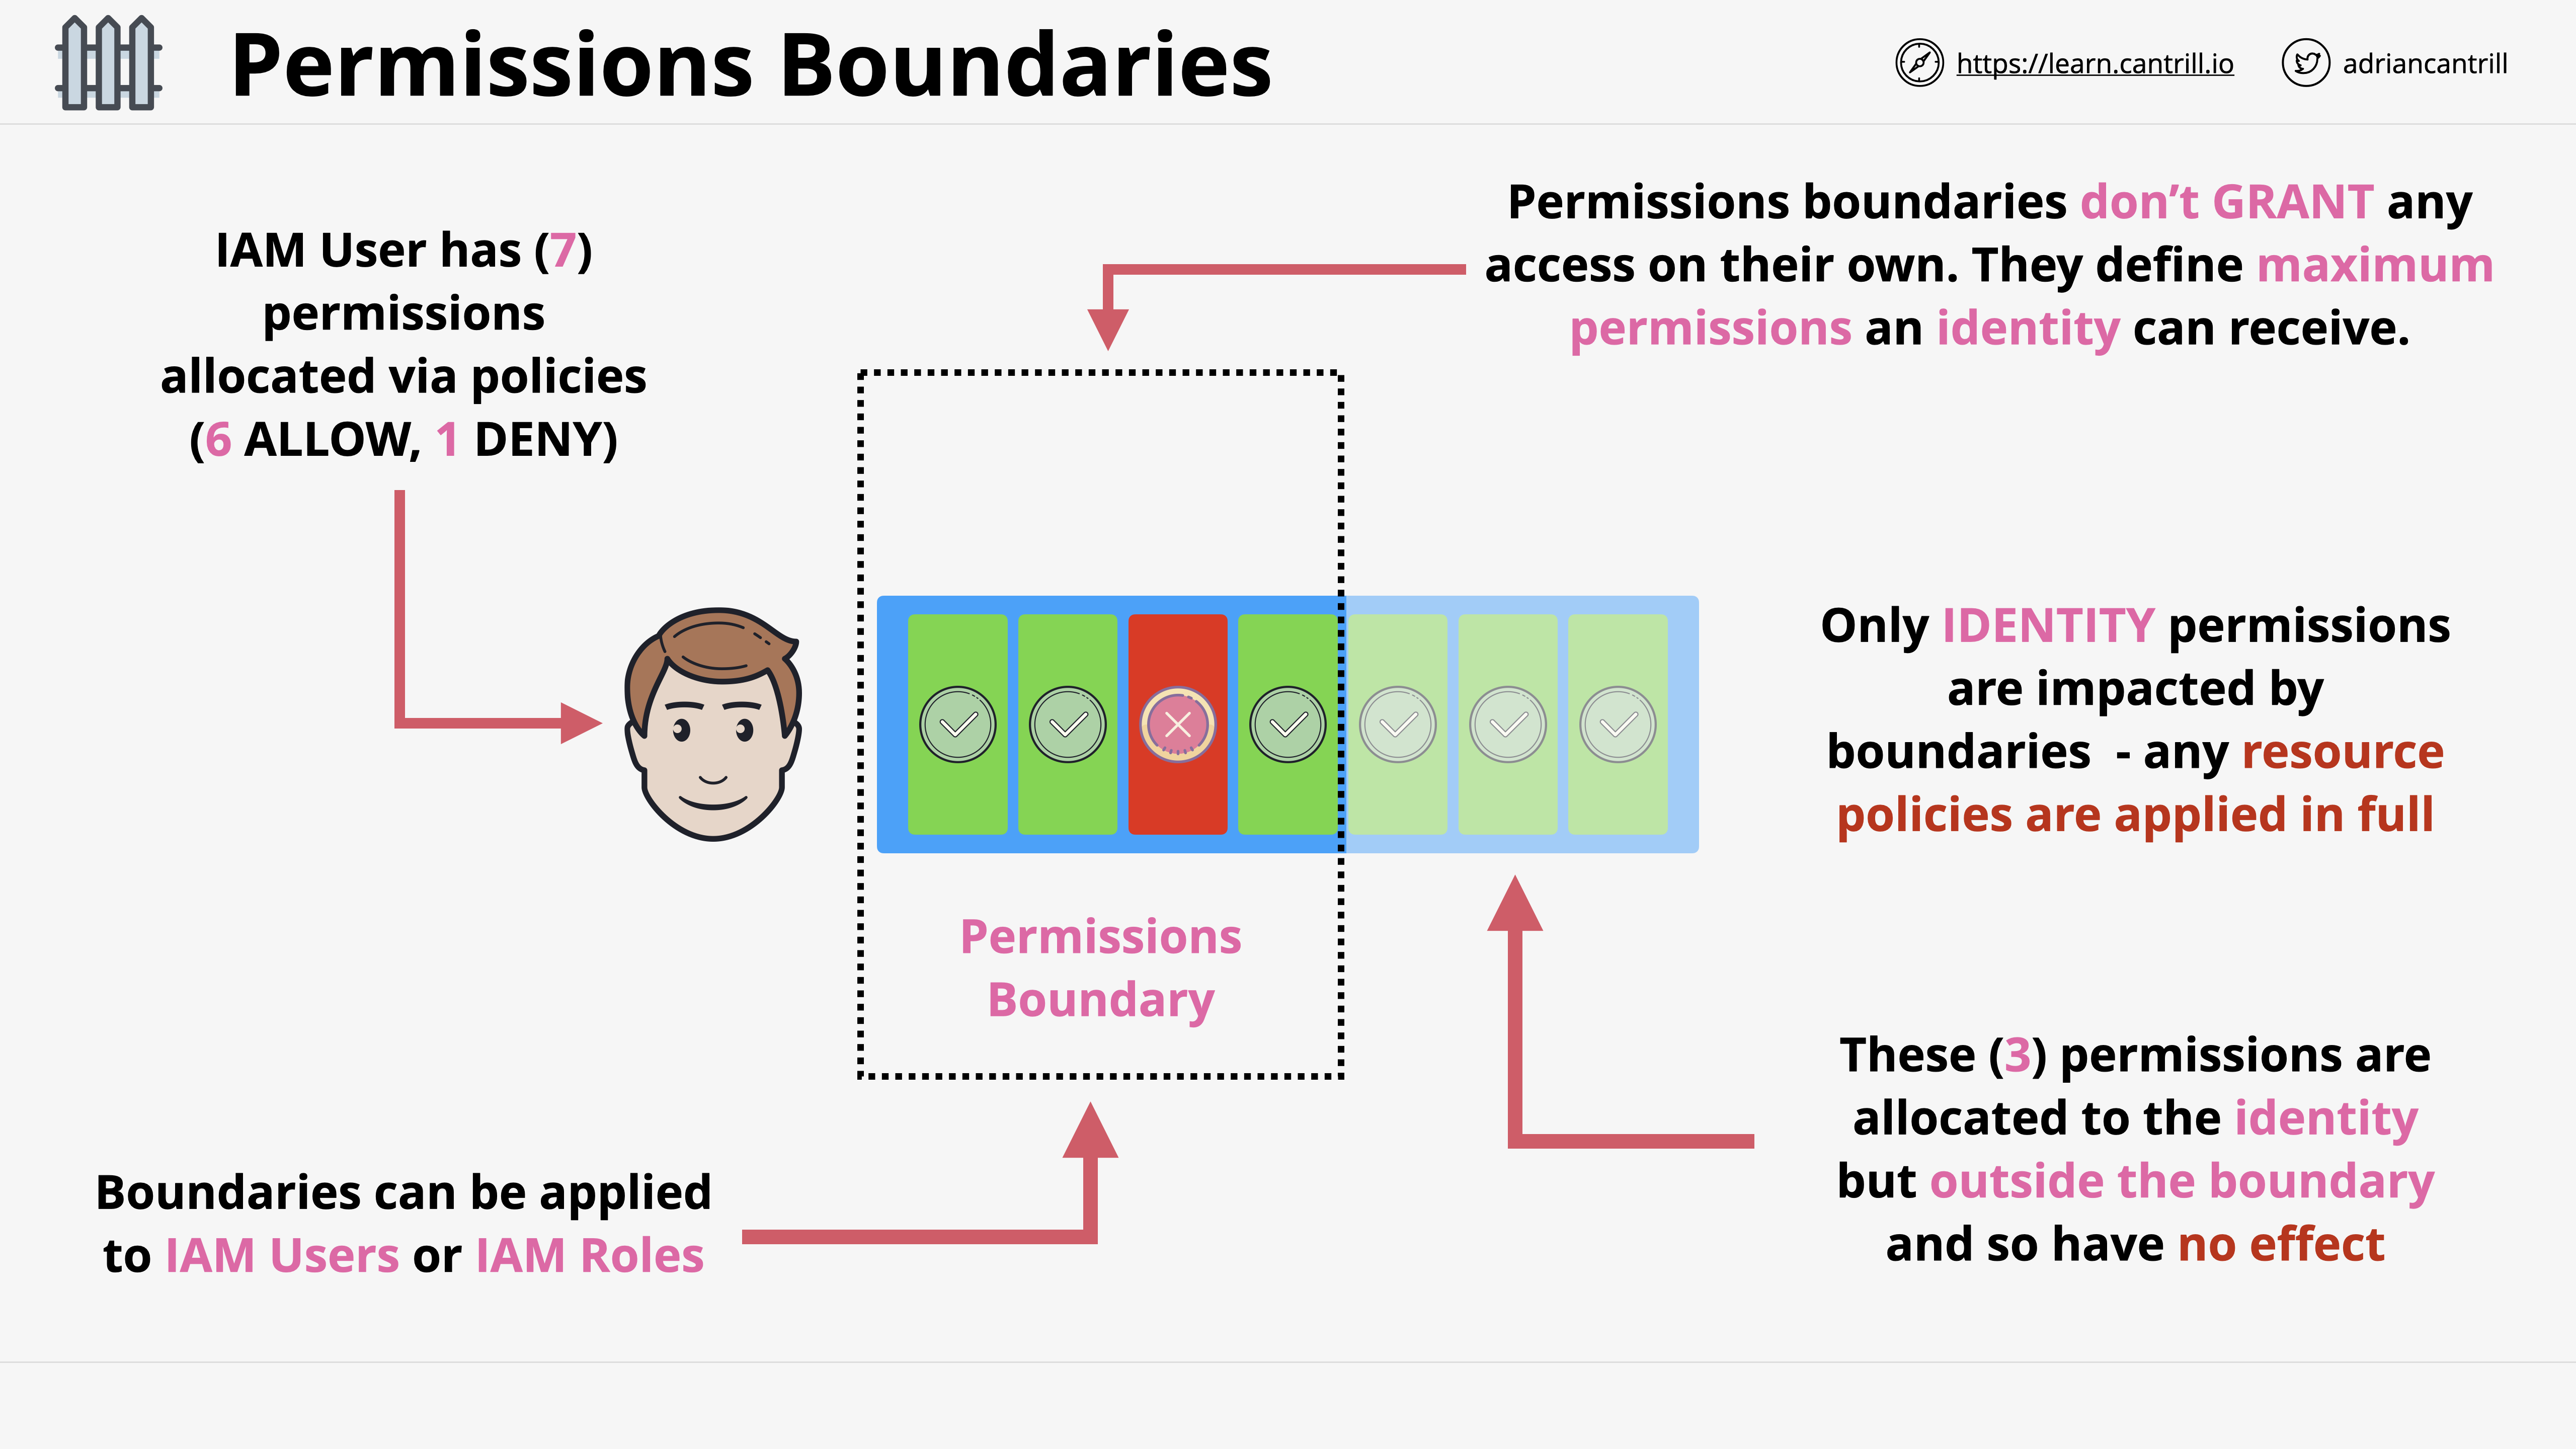 Permissions Boundaries
https://learn.cantrill.io
adriancantrill
IAM User has (7)
permissions
allocated via policies
(6 ALLOW, 1 DENY)
Permissions boundaries don’t GRANT any
access on their own. They define maximum
permissions an identity can receive.
Only IDENTITY permissions
are impacted by
boundaries  - any resource
policies are applied in full
Permissions
Boundary
These (3) permissions are
allocated to the identity
but outside the boundary
and so have no effect
Boundaries can be applied
to IAM Users or IAM Roles